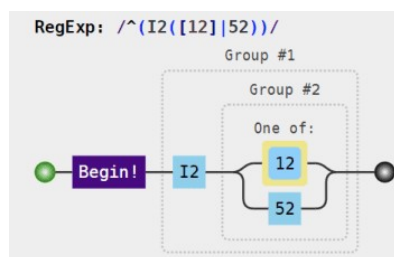 RegExp: /^(I2([12]|52))/
Group #1
Group #2
One of:
Begin!
I2
12
52